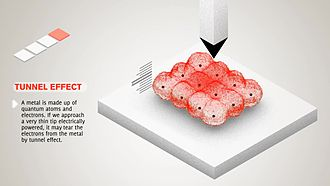 TUNNEL EFFECT
A metal is made up of
quantum atoms and
electrons. If we approach
a very thin tip electrically
powered, it may tear the
electrons from the metal
by tunnel effect.